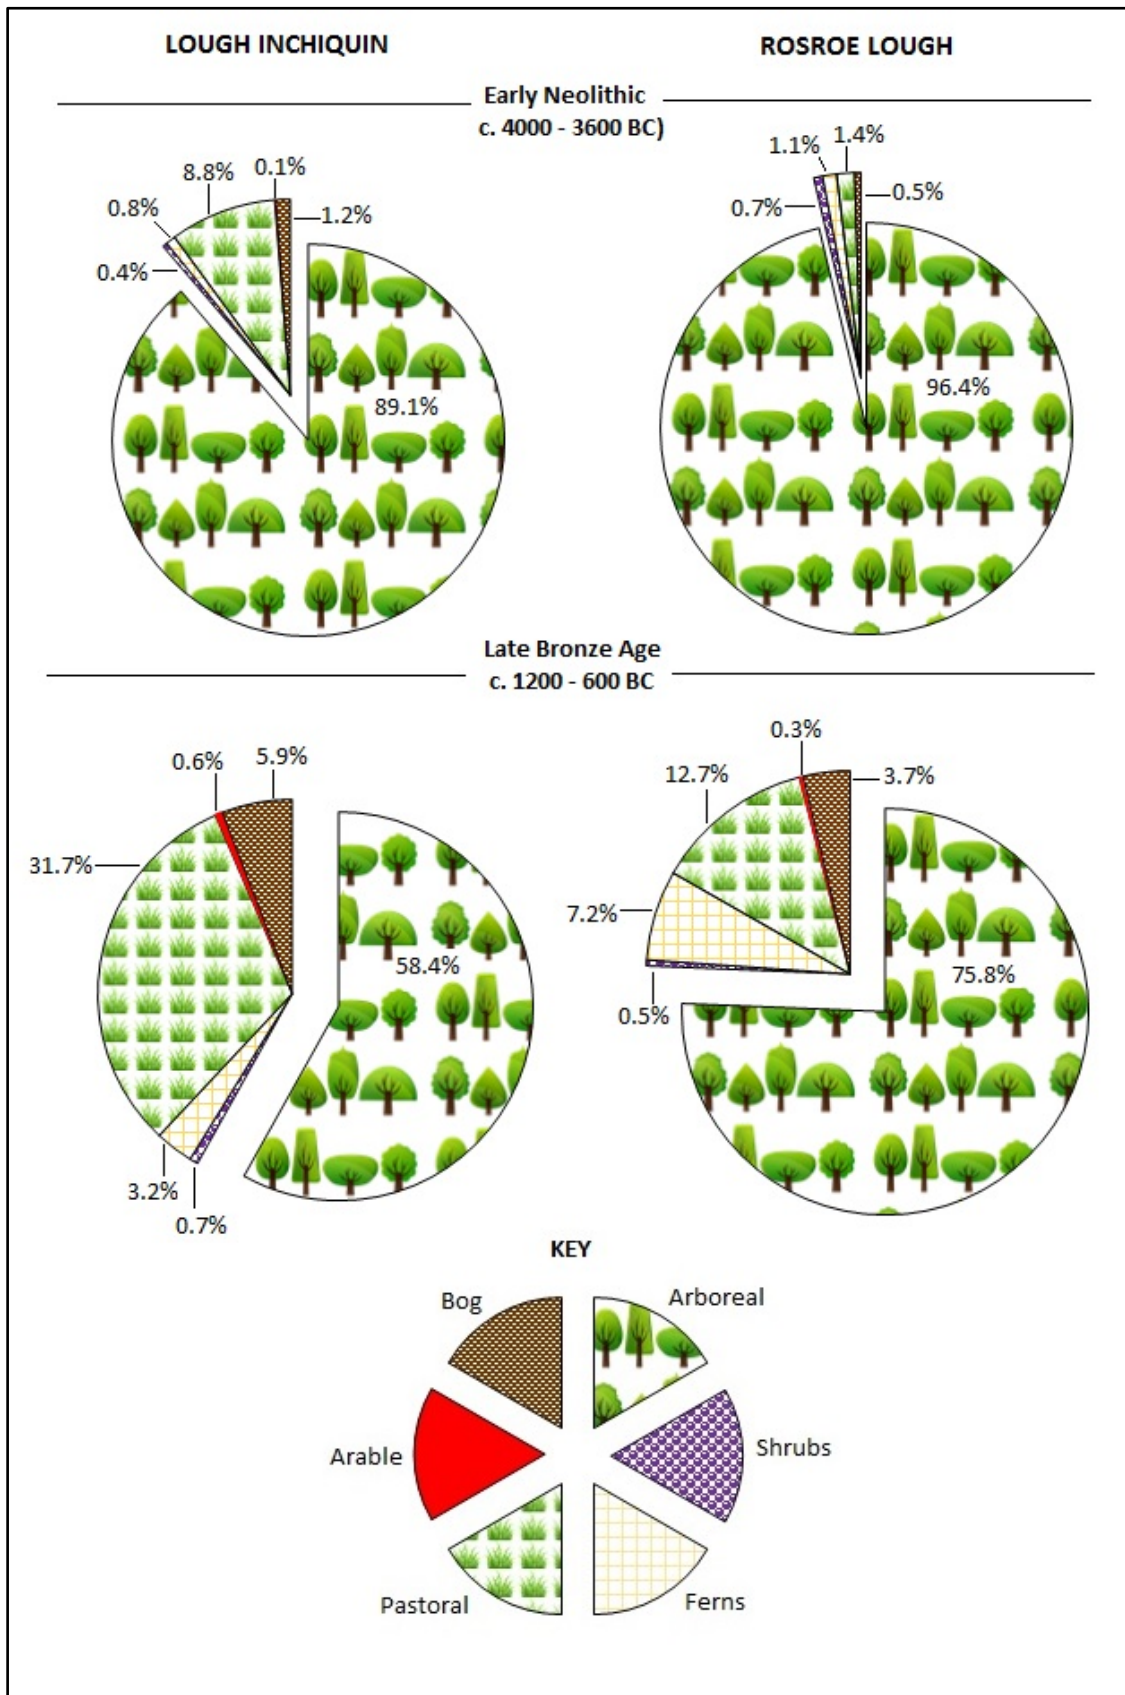 LOUGH INCHIQUIN
ROSROE LOUGH
Early Neolithic
c. 4000 - 3600 BC)
8.8%
0.1%
0.8%
1.2%
0.4%
89.1%
1.1%
1.4%
0.7%
0.5%
96.4%
Late Bronze Age
c. 1200 - 600 BC
0.6%
5.9%
31.7%
58.4%
3.2%
0.7%
0.3%
12.7%
3.7%
7.2%
75.8%
0.5%
KEY
Bog
Arboreal
Arable
Shrubs
Pastoral
Ferns